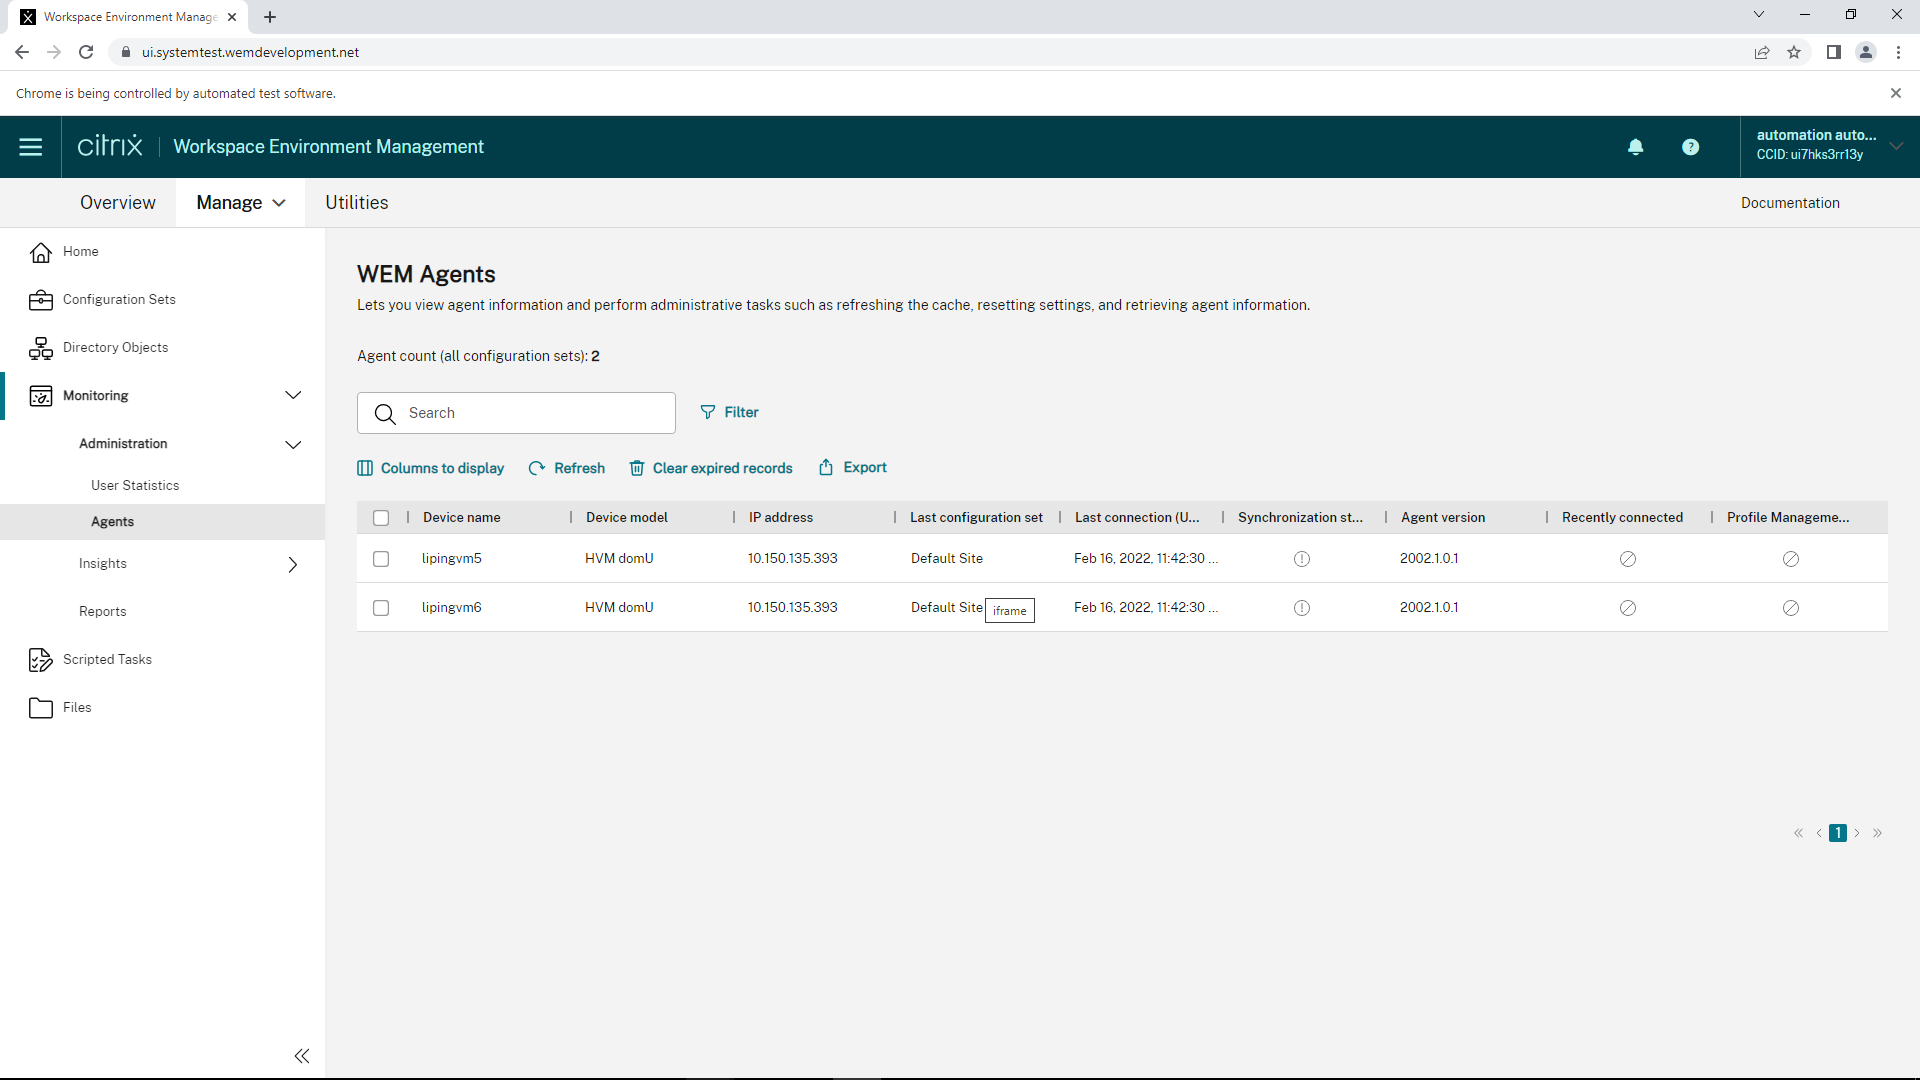 Workspace Environment Manage
ui.systemtest.wemdevelopment.net
Chrome is being controlled by automated test software.
citrix
Workspace Environment Management
automation auto...
CCID: ui7hks3rr13y
Overview
Manage
Utilities
Documentation
Home
Configuration Sets
Directory Objects
Monitoring
Administration
User Statistics
Agents
Insights
Reports
Scripted Tasks
Files
WEM Agents
Lets you view agent information and perform administrative tasks such as refreshing the cache, resetting settings, and retrieving agent information.
Agent count (all configuration sets): 2
Search
Filter
Columns to display
Refresh
Clear expired records
Export
Device name | Device model | IP address | Last configuration set | Last connection (U... | Synchronization st... | Agent version | Recently connected | Profile Manageme...
lipingvm5 HVM domU 10.150.135.393 Default Site Feb 16, 2022, 11:42:30 ... 2002.1.0.1
lipingvm6 HVM domU 10.150.135.393 Default Site Feb 16, 2022, 11:42:30 ... 2002.1.0.1
iframe
1